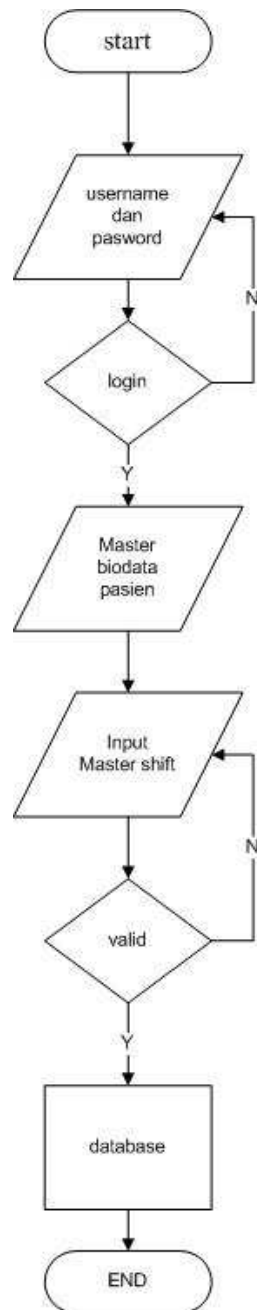 start
username
dan
pasword
N
login
Y
Master
biodata
pasien
Input
Master shift
N
valid
Y
database
END